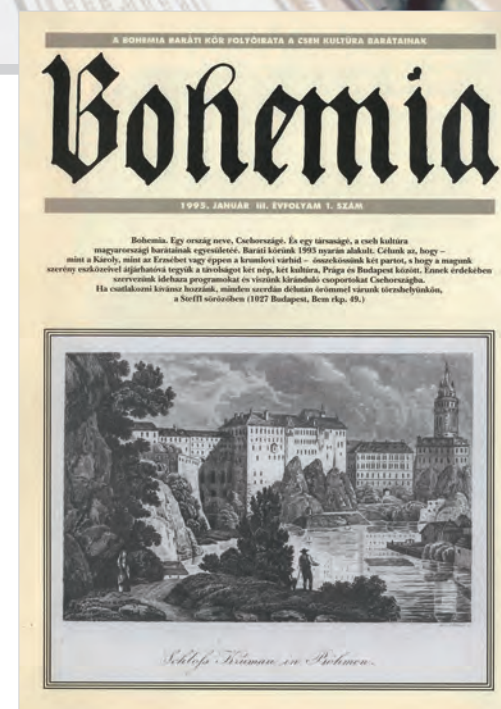 A BOHEMIA BARÁTI KÖR FOLYÓIRATA A CSEH KULTÚRA BARÁTAINAK
Bohemia
1995. JANUÁR III. ÉVFOLYAM 1. SZÁM
Bohemia. Egy ország neve, Csehországé. És egy társaságé, a cseh kultúra
magyarországi barátainak egyesületéé. Baráti körünk 1993 nyarán alakult. Célunk az, hogy –
mint a Károly, mint az Erzsébet vagy éppen a krumlovi várhíd – összekössünk két partot, s hogy a magunk
szerény eszközeivel átjárhatóvá tegyük a távolságot két nép, két kultúra, Prága és Budapest között. Ennek érdekében
szervezünk idehaza programokat és viszünk kiránduló csoportokat Csehországba.
Ha csatlakozni kívánsz hozzánk, minden szerdán délután örömmel várunk törzshelyünkön,
a Steffl sörözőben (1027 Budapest, Bem rkp. 49.)
Schloss Krumau in Böhmen